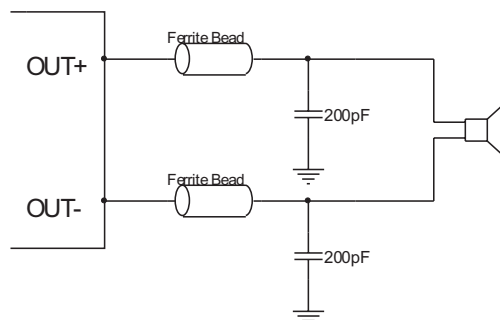 Ferrite Bead
OUT+
200pF
Ferrite Bead
OUT-
200pF